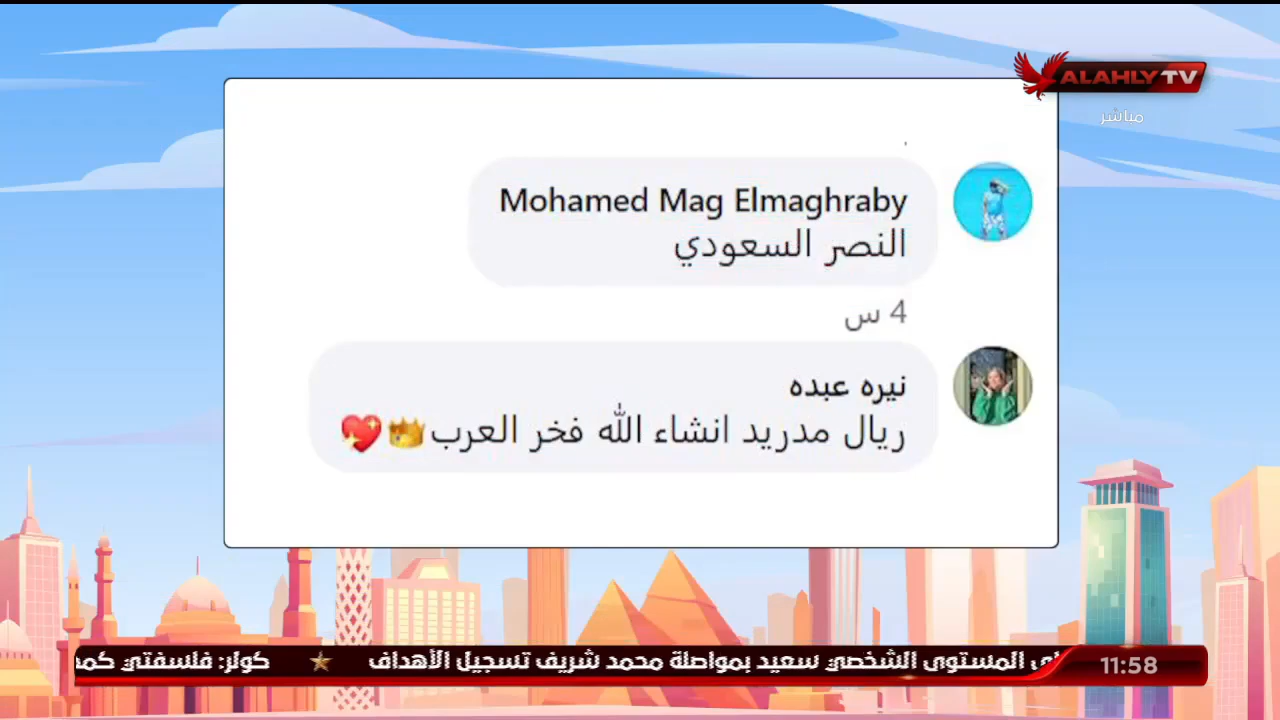 ALAHLY TV
مباشر
Mohamed Mag Elmaghraby
النصر السعودي
4 س
نيره عبده
ريال مدريد انشاء الله فخر العرب👑💖
المستوى الشخصي سعيد بمواصلة محمد شريف تسجيل الأهداف ★ كولر: فلسفتي
11:58